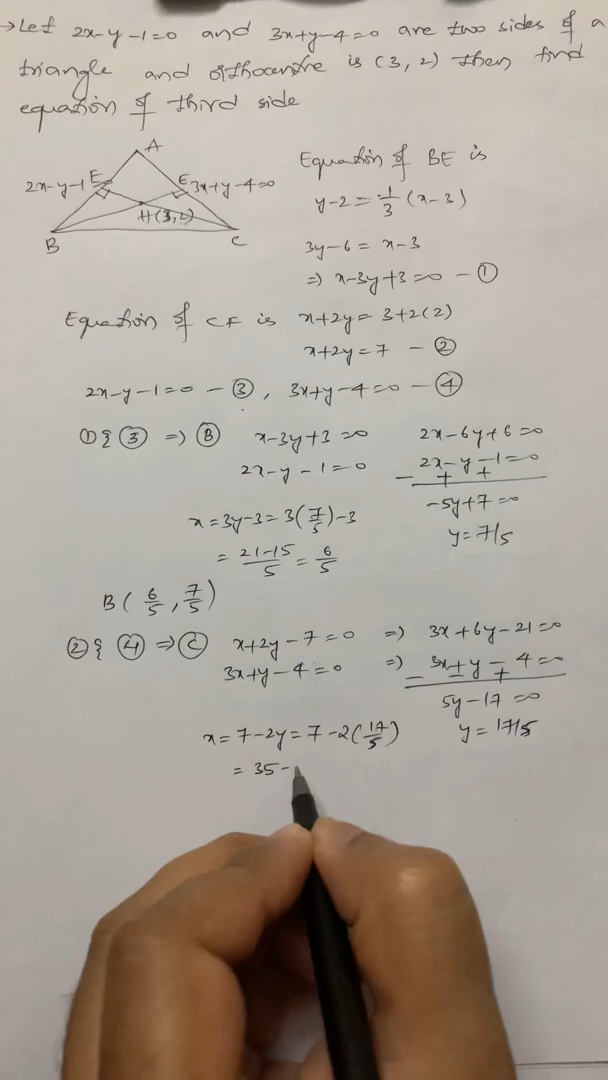 → Let 2x-y-1=0 and 3x+y-4=0 are two sides of a
triangle and orthocentre is (3,2) then find
equation of third side
A
2x-y-1 E E 3x+y-4=0
H(3,2)
B C
Equation of BE is
y-2 = 1/3 (x-3)
3y-6 = x-3
=) x-3y+3=0 - ①
Equation of CF is x+2y = 3+2(2)
x+2y=7 - ②
2x-y-1=0 - ③, 3x+y-4=0 - ④
① & ③ => Ⓑ x-3y+3=0 2x-6y+6=0
2x-y-1=0 2x-y-1=0
- + +
-5y+7=0
x=3y-3=3(7/5)-3 y=7/5
= 21-15/5 = 6/5
B(6/5, 7/5)
② & ④ => Ⓒ x+2y-7=0 =) 3x+6y-21=0
3x+y-4=0 =) 3x+y-4=0
- - +
5y-17=0
x=7-2y=7-2(17/5) y=17/5
= 35-